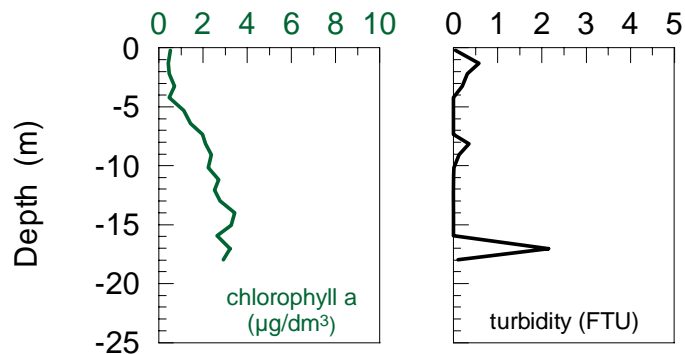 0 2 4 6 8 10
0 1 2 3 4 5
0
-5
-10
-15
-20
-25
Depth (m)
chlorophyll a
(µg/dm³)
turbidity (FTU)